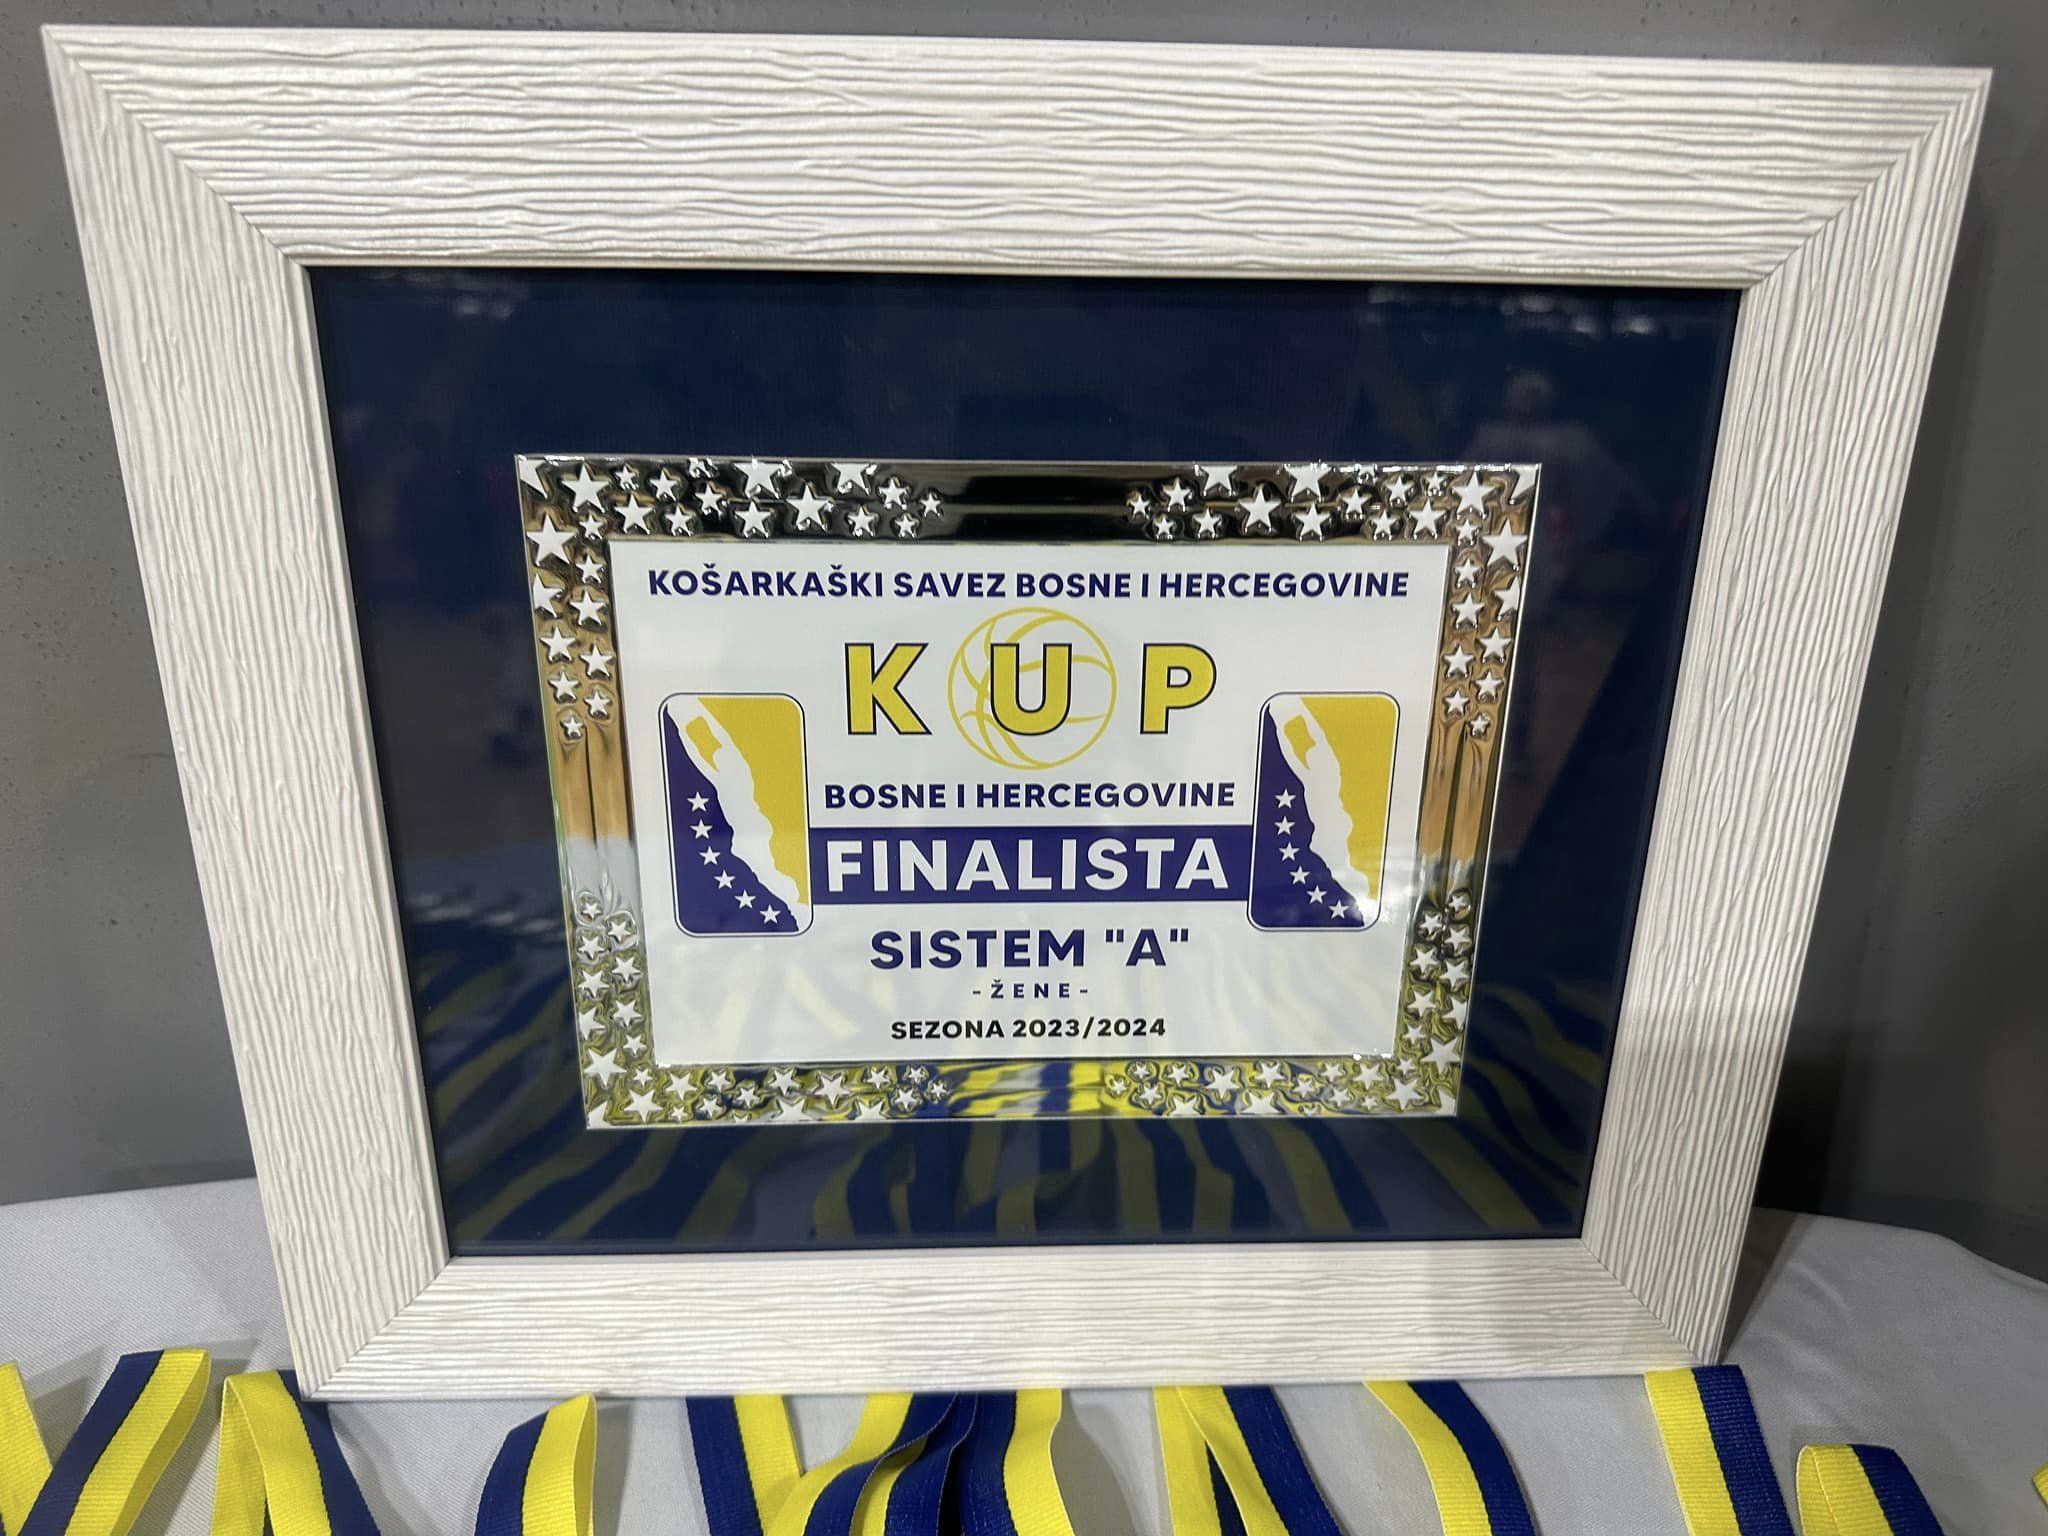 KOŠARKAŠKI SAVEZ BOSNE I HERCEGOVINE
KUP
BOSNE I HERCEGOVINE
FINALISTA
SISTEM "A"
-ŽENE-
SEZONA 2023/2024